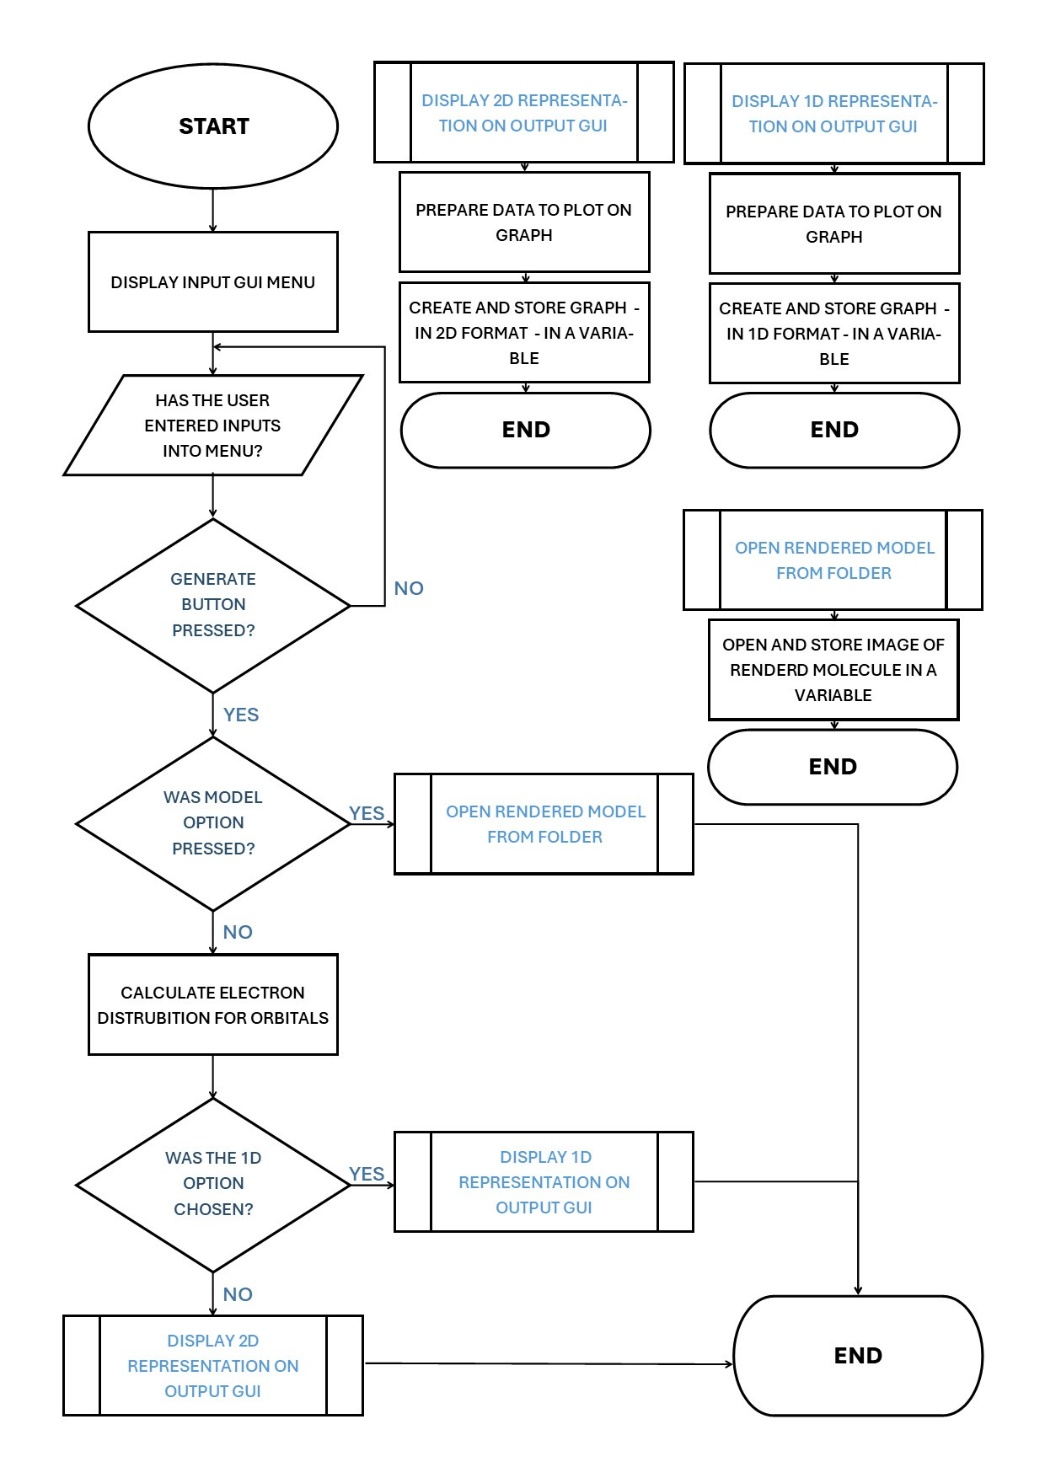 START
DISPLAY INPUT GUI MENU
HAS THE USER
ENTERED INPUTS
INTO MENU?
GENERATE
BUTTON
PRESSED?
NO
YES
WAS MODEL
OPTION
PRESSED?
YES
OPEN RENDERED MODEL
FROM FOLDER
NO
CALCULATE ELECTRON
DISTRUBITION FOR ORBITALS
WAS THE 1D
OPTION
CHOSEN?
YES
DISPLAY 1D
REPRESENTATION ON
OUTPUT GUI
NO
DISPLAY 2D
REPRESENTATION ON
OUTPUT GUI
END
DISPLAY 2D REPRESENTA-
TION ON OUTPUT GUI
PREPARE DATA TO PLOT ON
GRAPH
CREATE AND STORE GRAPH -
IN 2D FORMAT - IN A VARIA-
BLE
END
DISPLAY 1D REPRESENTA-
TION ON OUTPUT GUI
PREPARE DATA TO PLOT ON
GRAPH
CREATE AND STORE GRAPH -
IN 1D FORMAT - IN A VARIA-
BLE
END
OPEN RENDERED MODEL
FROM FOLDER
OPEN AND STORE IMAGE OF
RENDERD MOLECULE IN A
VARIABLE
END